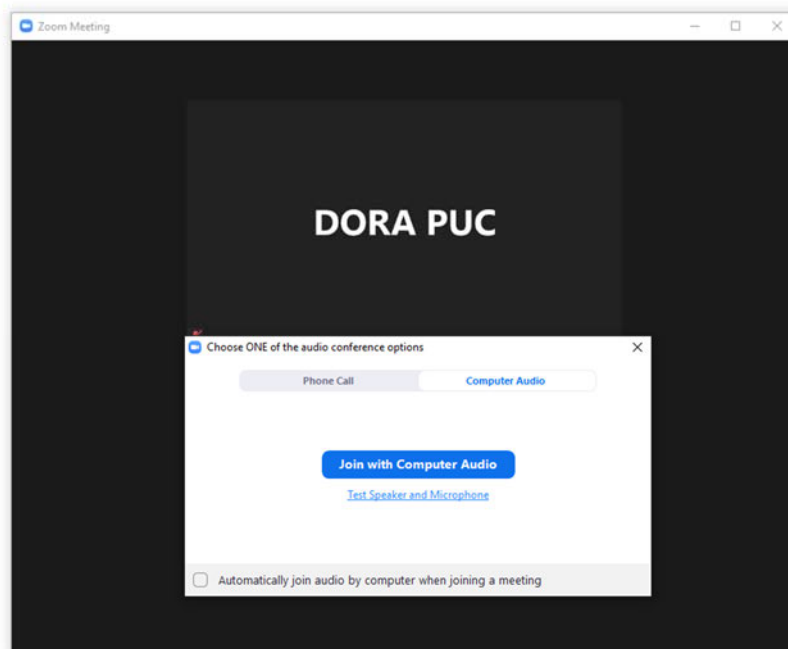 Zoom Meeting
DORA PUC
Choose ONE of the audio conference options
Phone Call Computer Audio
Join with Computer Audio
Test Speaker and Microphone
Automatically join audio by computer when joining a meeting